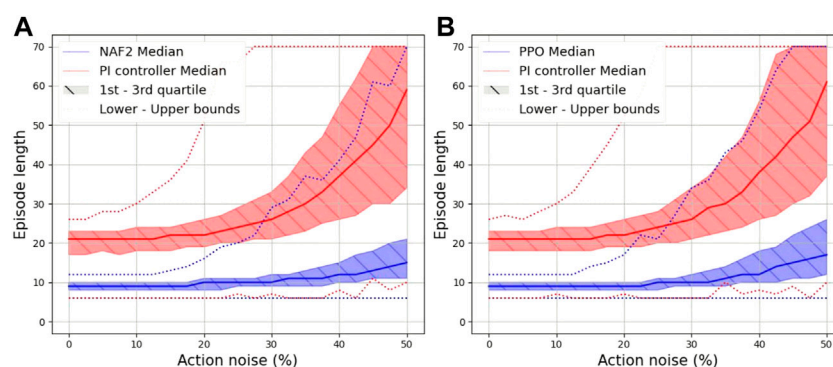 A
NAF2 Median
PI controller Median
1st - 3rd quartile
Lower - Upper bounds
Episode length
70
60
50
40
30
20
10
0
0 10 20 30 40 50
Action noise (%)
B
PPO Median
PI controller Median
1st - 3rd quartile
Lower - Upper bounds
Episode length
70
60
50
40
30
20
10
0
0 10 20 30 40 50
Action noise (%)